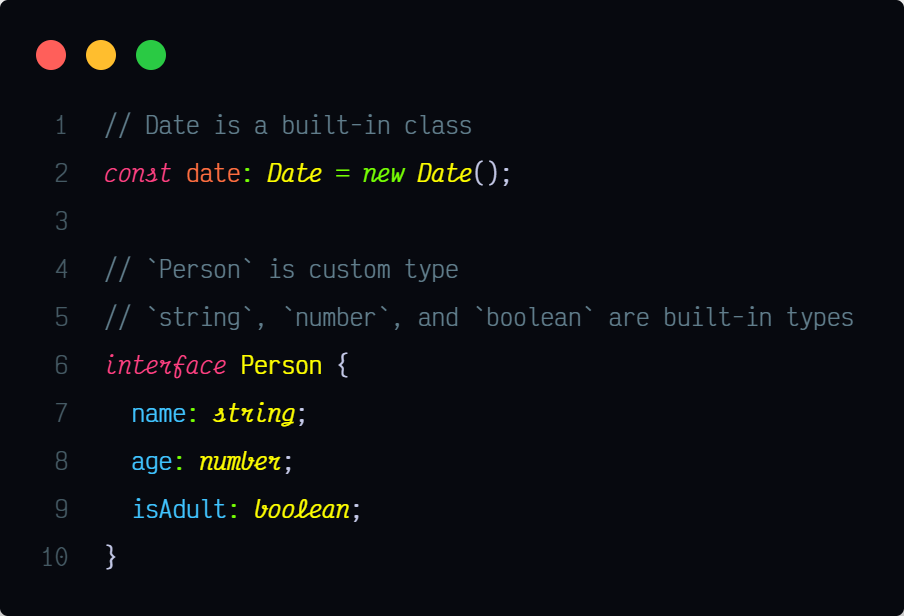 1 // Date is a built-in class
2 const date: Date = new Date();
3
4 // `Person` is custom type
5 // `string`, `number`, and `boolean` are built-in types
6 interface Person {
7   name: string;
8   age: number;
9   isAdult: boolean;
10 }